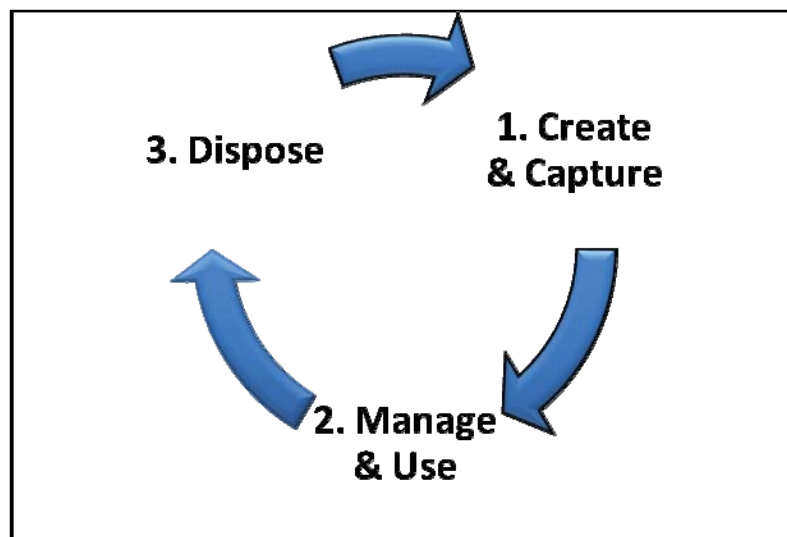 1. Create
& Capture
2. Manage
& Use
3. Dispose